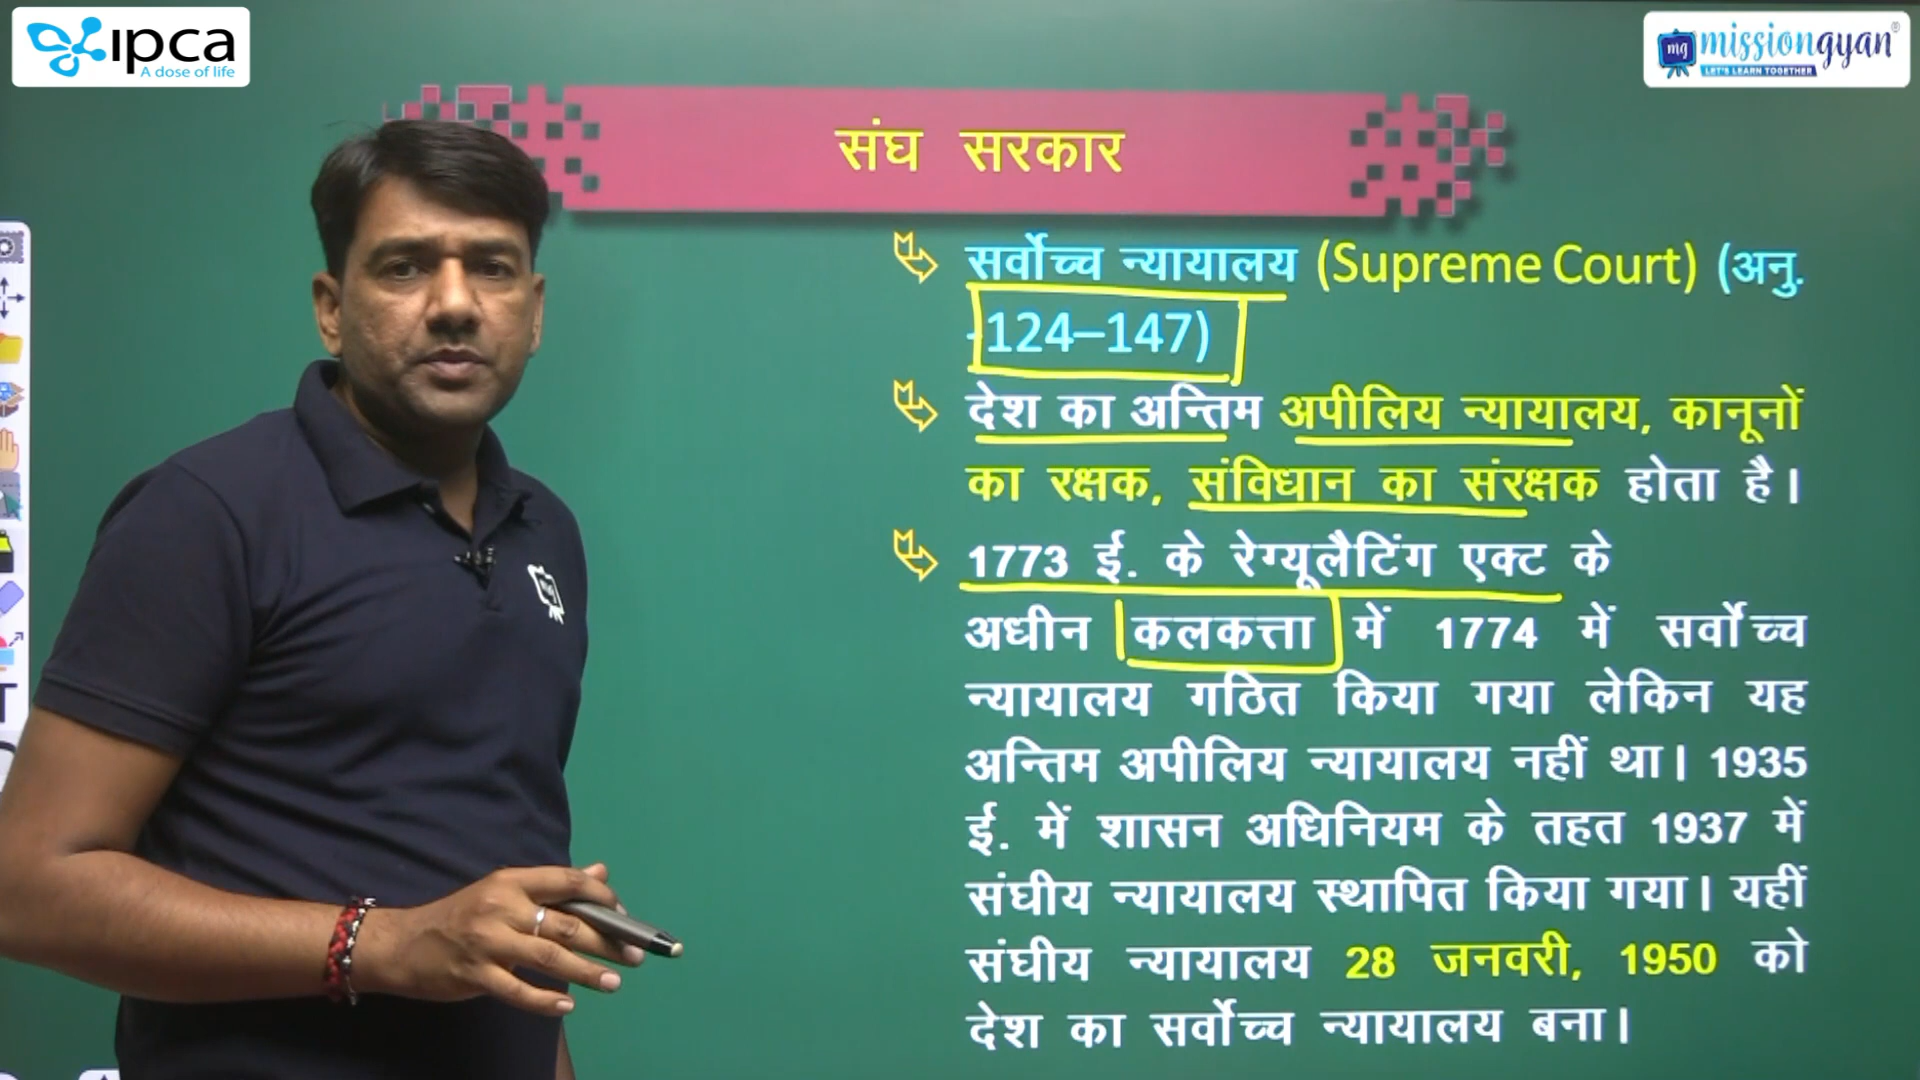 ipca
A dose of life
mg missiongyan®
LET'S LEARN TOGETHER
संघ सरकार
सर्वोच्च न्यायालय (Supreme Court) (अनु.
-124–147)
देश का अन्तिम अपीलिय न्यायालय, कानूनों
का रक्षक, संविधान का संरक्षक होता है।
1773 ई. के रेग्यूलैटिंग एक्ट के
अधीन कलकत्ता में 1774 में सर्वोच्च
न्यायालय गठित किया गया लेकिन यह
अन्तिम अपीलिय न्यायालय नहीं था। 1935
ई. में शासन अधिनियम के तहत 1937 में
संघीय न्यायालय स्थापित किया गया। यहीं
संघीय न्यायालय 28 जनवरी, 1950 को
देश का सर्वोच्च न्यायालय बना।
mg
T